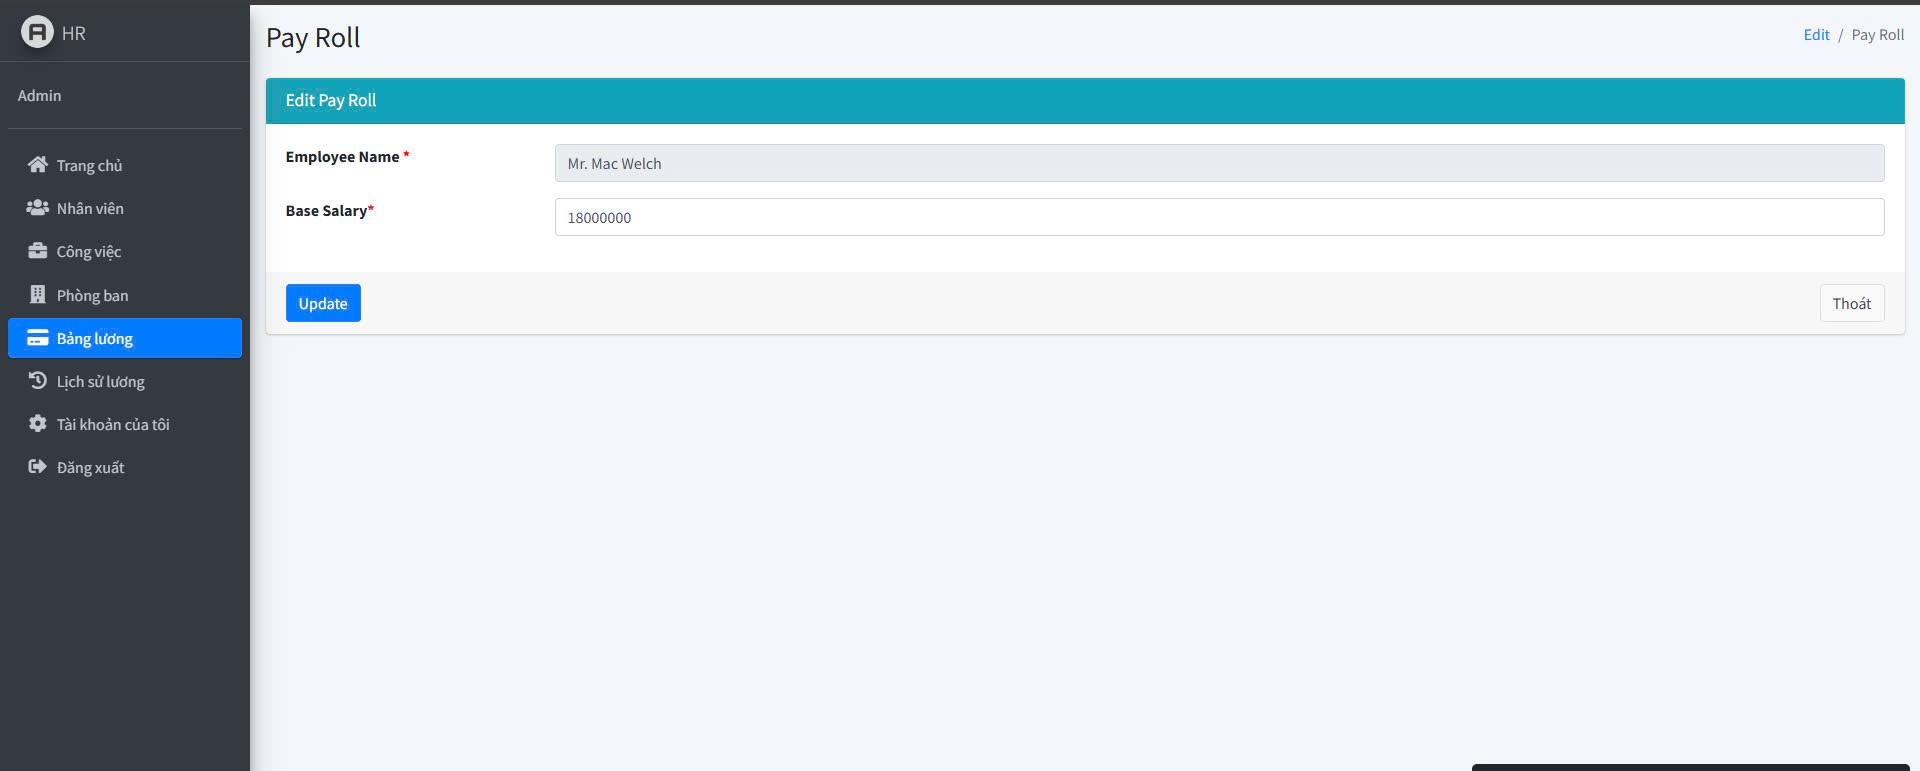 HR
Admin
Trang chủ
Nhân viên
Công việc
Phòng ban
Bảng lương
Lịch sử lương
Tài khoản của tôi
Đăng xuất
Pay Roll
Edit / Pay Roll
Edit Pay Roll
Employee Name *
Mr. Mac Welch
Base Salary*
18000000
Update
Thoát